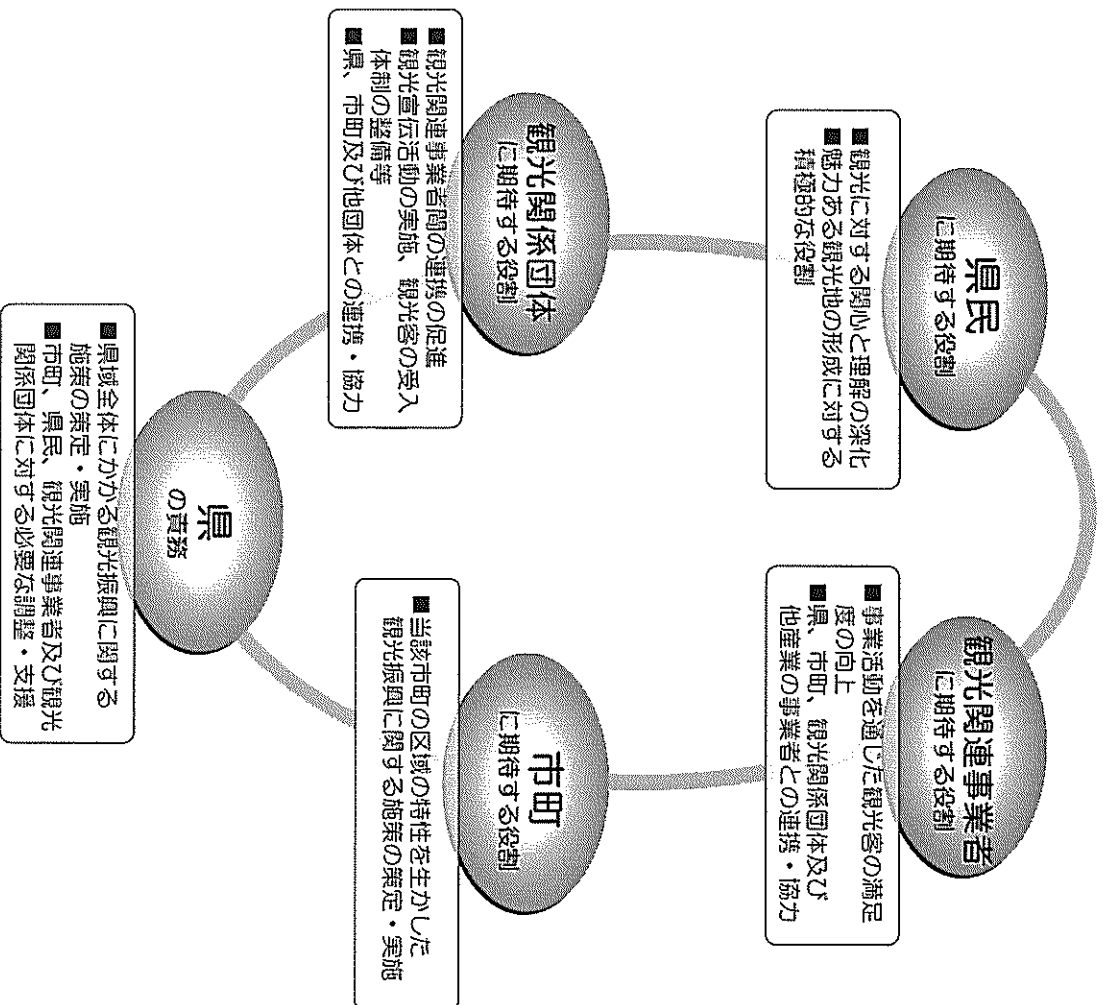 県民
に期待する役割
■観光に対する関心と理解の深化
■魅力ある観光地の形成に対する
積極的な役割
観光関連事業者
に期待する役割
■事業活動を通じた観光客の満足
度の向上
■県、市町、観光関係団体及び
他産業の事業者との連携・協力
観光関係団体
に期待する役割
■観光関連事業者間の連携の促進
■観光宣伝活動の実施、観光客の受入
体制の整備等
■県、市町及び他団体との連携・協力
市町
に期待する役割
■当該市町の区域の特性を生かした
観光振興に関する施策の策定・実施
県
の責務
■県域全体にかかる観光振興に関する
施策の策定・実施
■市町、県民、観光関連事業者及び観光
関係団体に対する必要な調整・支援